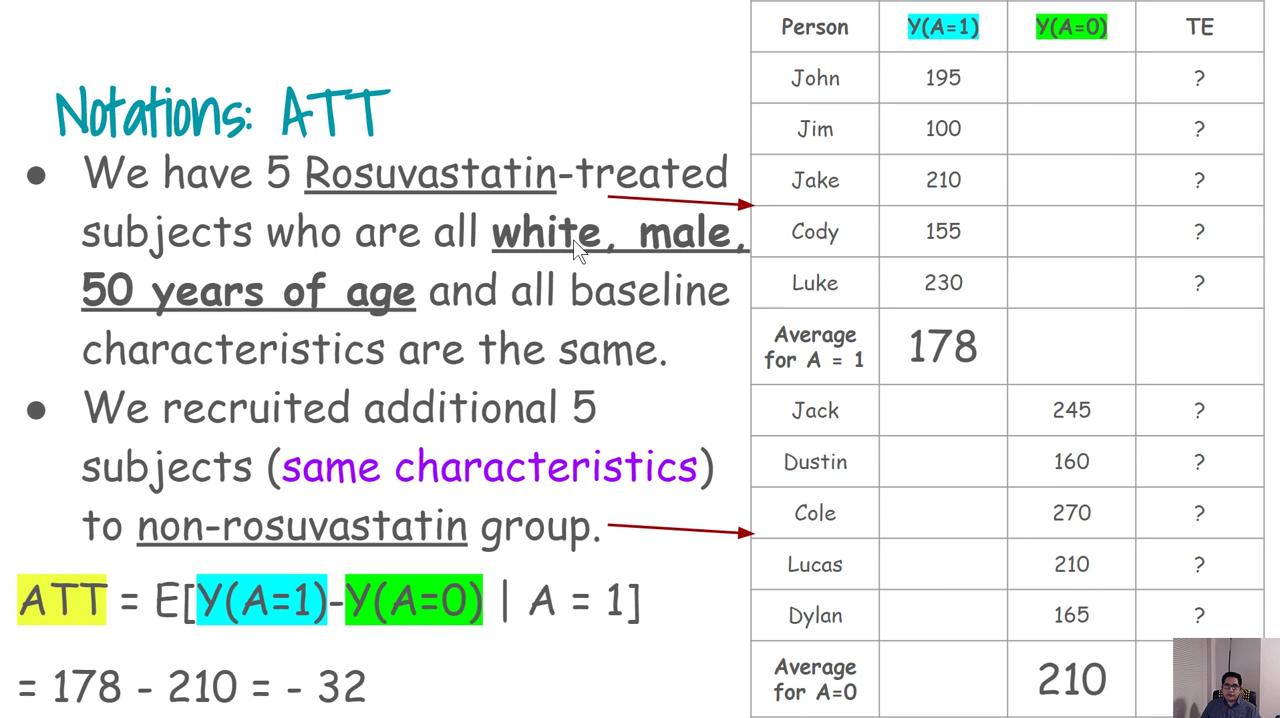 Notations: ATT
● We have 5 Rosuvastatin-treated
subjects who are all white, male,
50 years of age and all baseline
characteristics are the same.
● We recruited additional 5
subjects (same characteristics)
to non-rosuvastatin group.
ATT = E[Y(A=1)-Y(A=0) | A = 1]
= 178 - 210 = - 32
Person Y(A=1) Y(A=0) TE
John 195 ?
Jim 100 ?
Jake 210 ?
Cody 155 ?
Luke 230 ?
Average
for A = 1 178
Jack 245 ?
Dustin 160 ?
Cole 270 ?
Lucas 210 ?
Dylan 165 ?
Average
for A=0 210